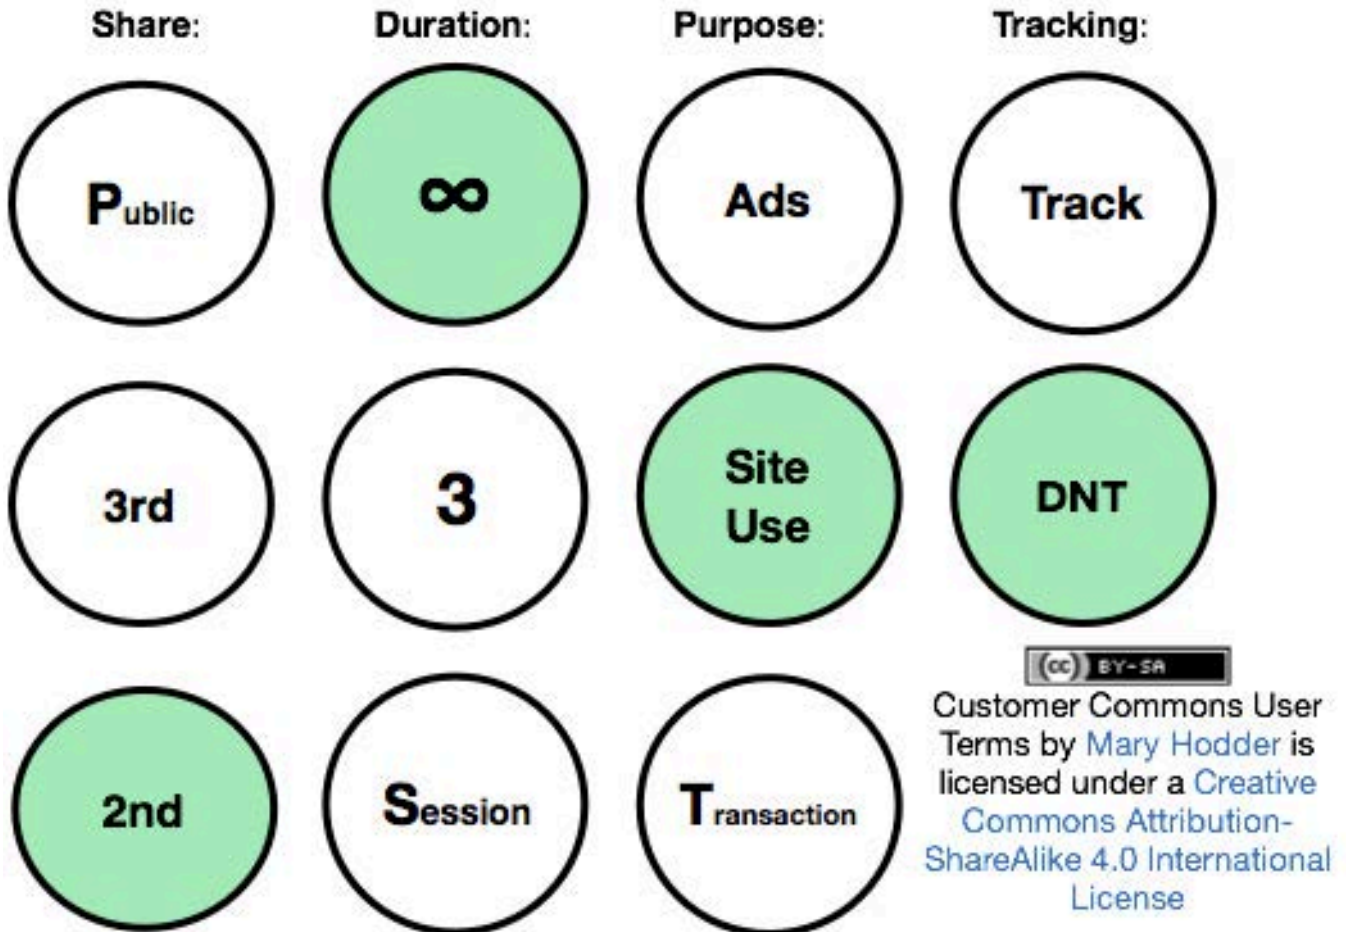 Share: Duration: Purpose: Tracking:
Public ∞ Ads Track
3rd 3 Site Use DNT
2nd Session Transaction
(cc) BY-SA
Customer Commons User
Terms by Mary Hodder is
licensed under a Creative
Commons Attribution-
ShareAlike 4.0 International
License